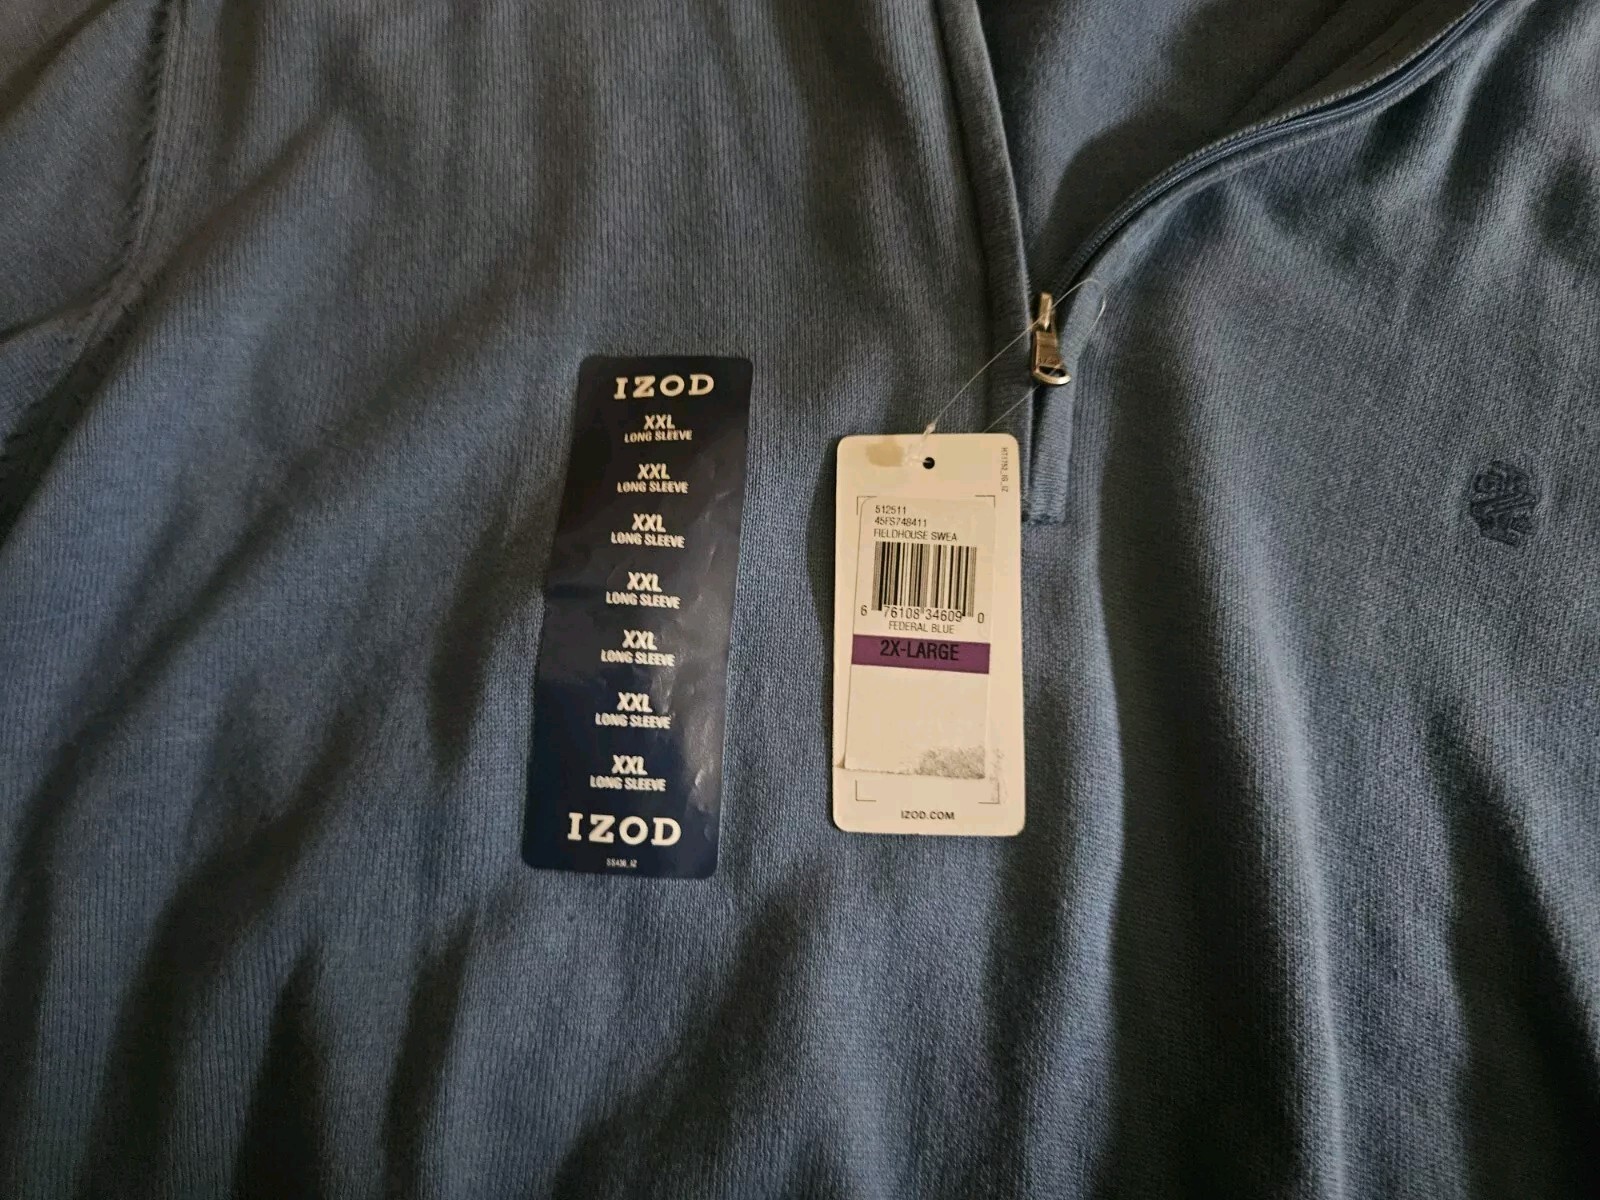 IZOD
XXL
LONG SLEEVE
XXL
LONG SLEEVE
XXL
LONG SLEEVE
XXL
LONG SLEEVE
XXL
LONG SLEEVE
XXL
LONG SLEEVE
XXL
LONG SLEEVE
IZOD
512511
45FS748411
FIELDHOUSE SWEA
6 76108 34609 0
FEDERAL BLUE
2X-LARGE
IZOD.COM